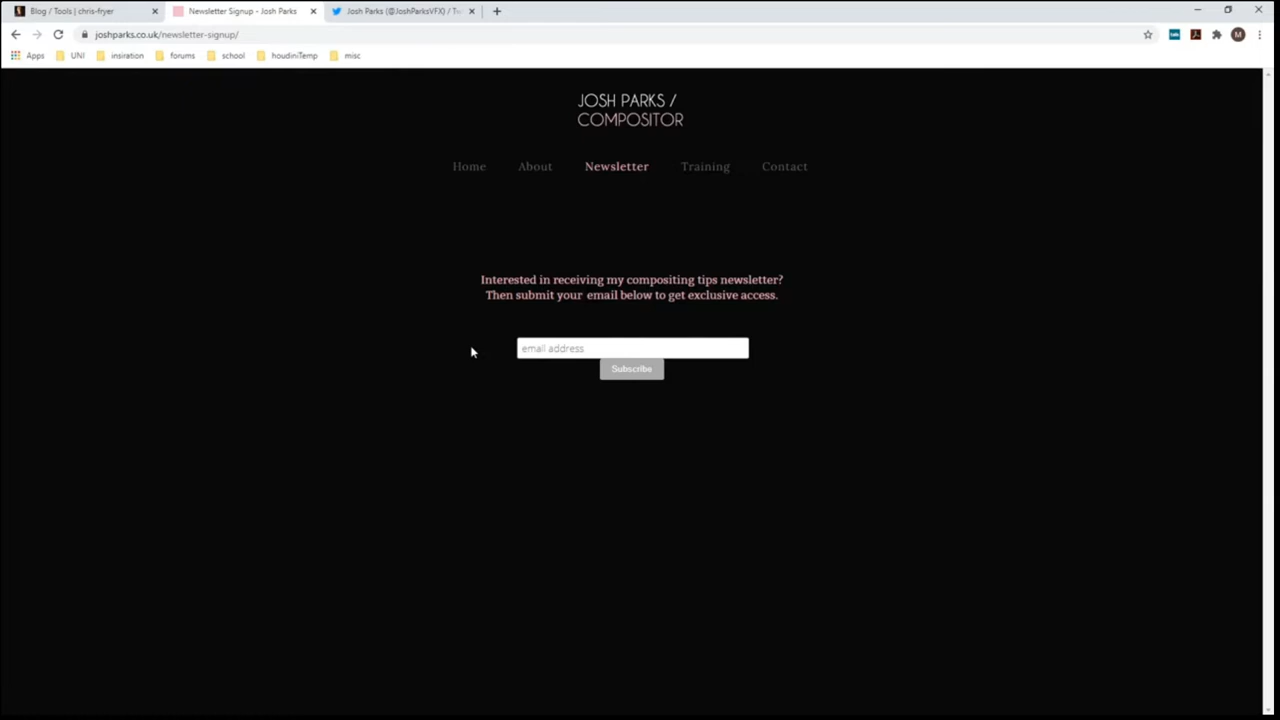 Blog / Tools | chris-fryer
Newsletter Signup - Josh Parks
Josh Parks (@JoshParksVFX) / Tw
joshparks.co.uk/newsletter-signup/
M
Apps
UNI
insiration
forums
school
houdiniTemp
misc
JOSH PARKS /
COMPOSITOR
Home About Newsletter Training Contact
Interested in receiving my compositing tips newsletter?
Then submit your email below to get exclusive access.
email address
Subscribe